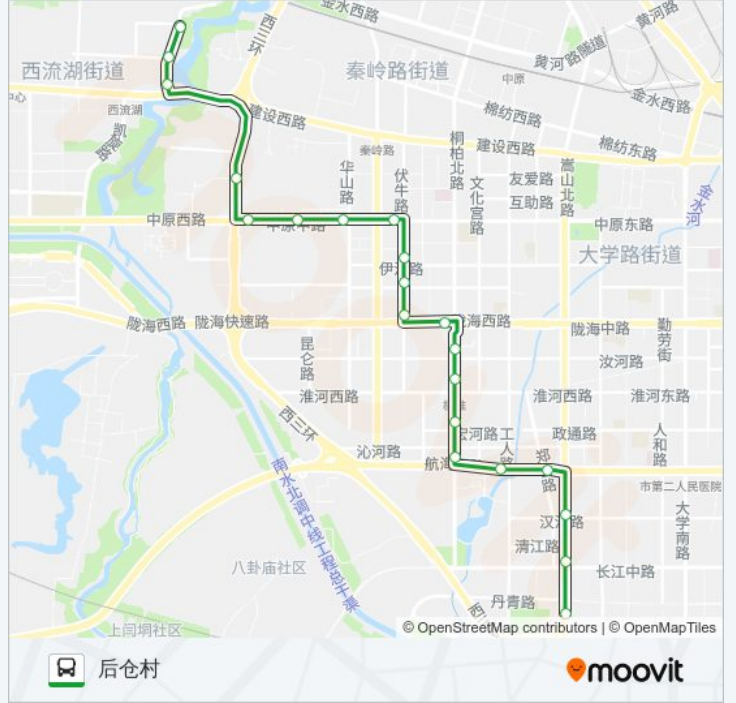 金水西路
黄河路
西三环
黄河路隧道
西流湖街道
秦岭路街道
中原
金水西路
西流湖
建设西路
棉纺西路
凯旋路
桐柏北路
建设西路
棉纺东路
秦岭路
华山路
伏牛路
文化宫路
友爱路
嵩山北路
互助路
金水河
中原西路
中原东路
大学路街道
陇海西路
陇海快速路
海西路
陇海中路
勤劳街
昆仑路
汝河路
淮河西路
淮河西路
淮河东路
西三环
宏河路
工人路
政通路
人和路
沁河路
航海
市第二人民医院
南水北调中线工程总干渠
大学南路
清江路
八卦庙社区
长江中路
丹青路
上闫垌社区
© OpenStreetMap contributors | © OpenMapTiles
后仓村
moovit